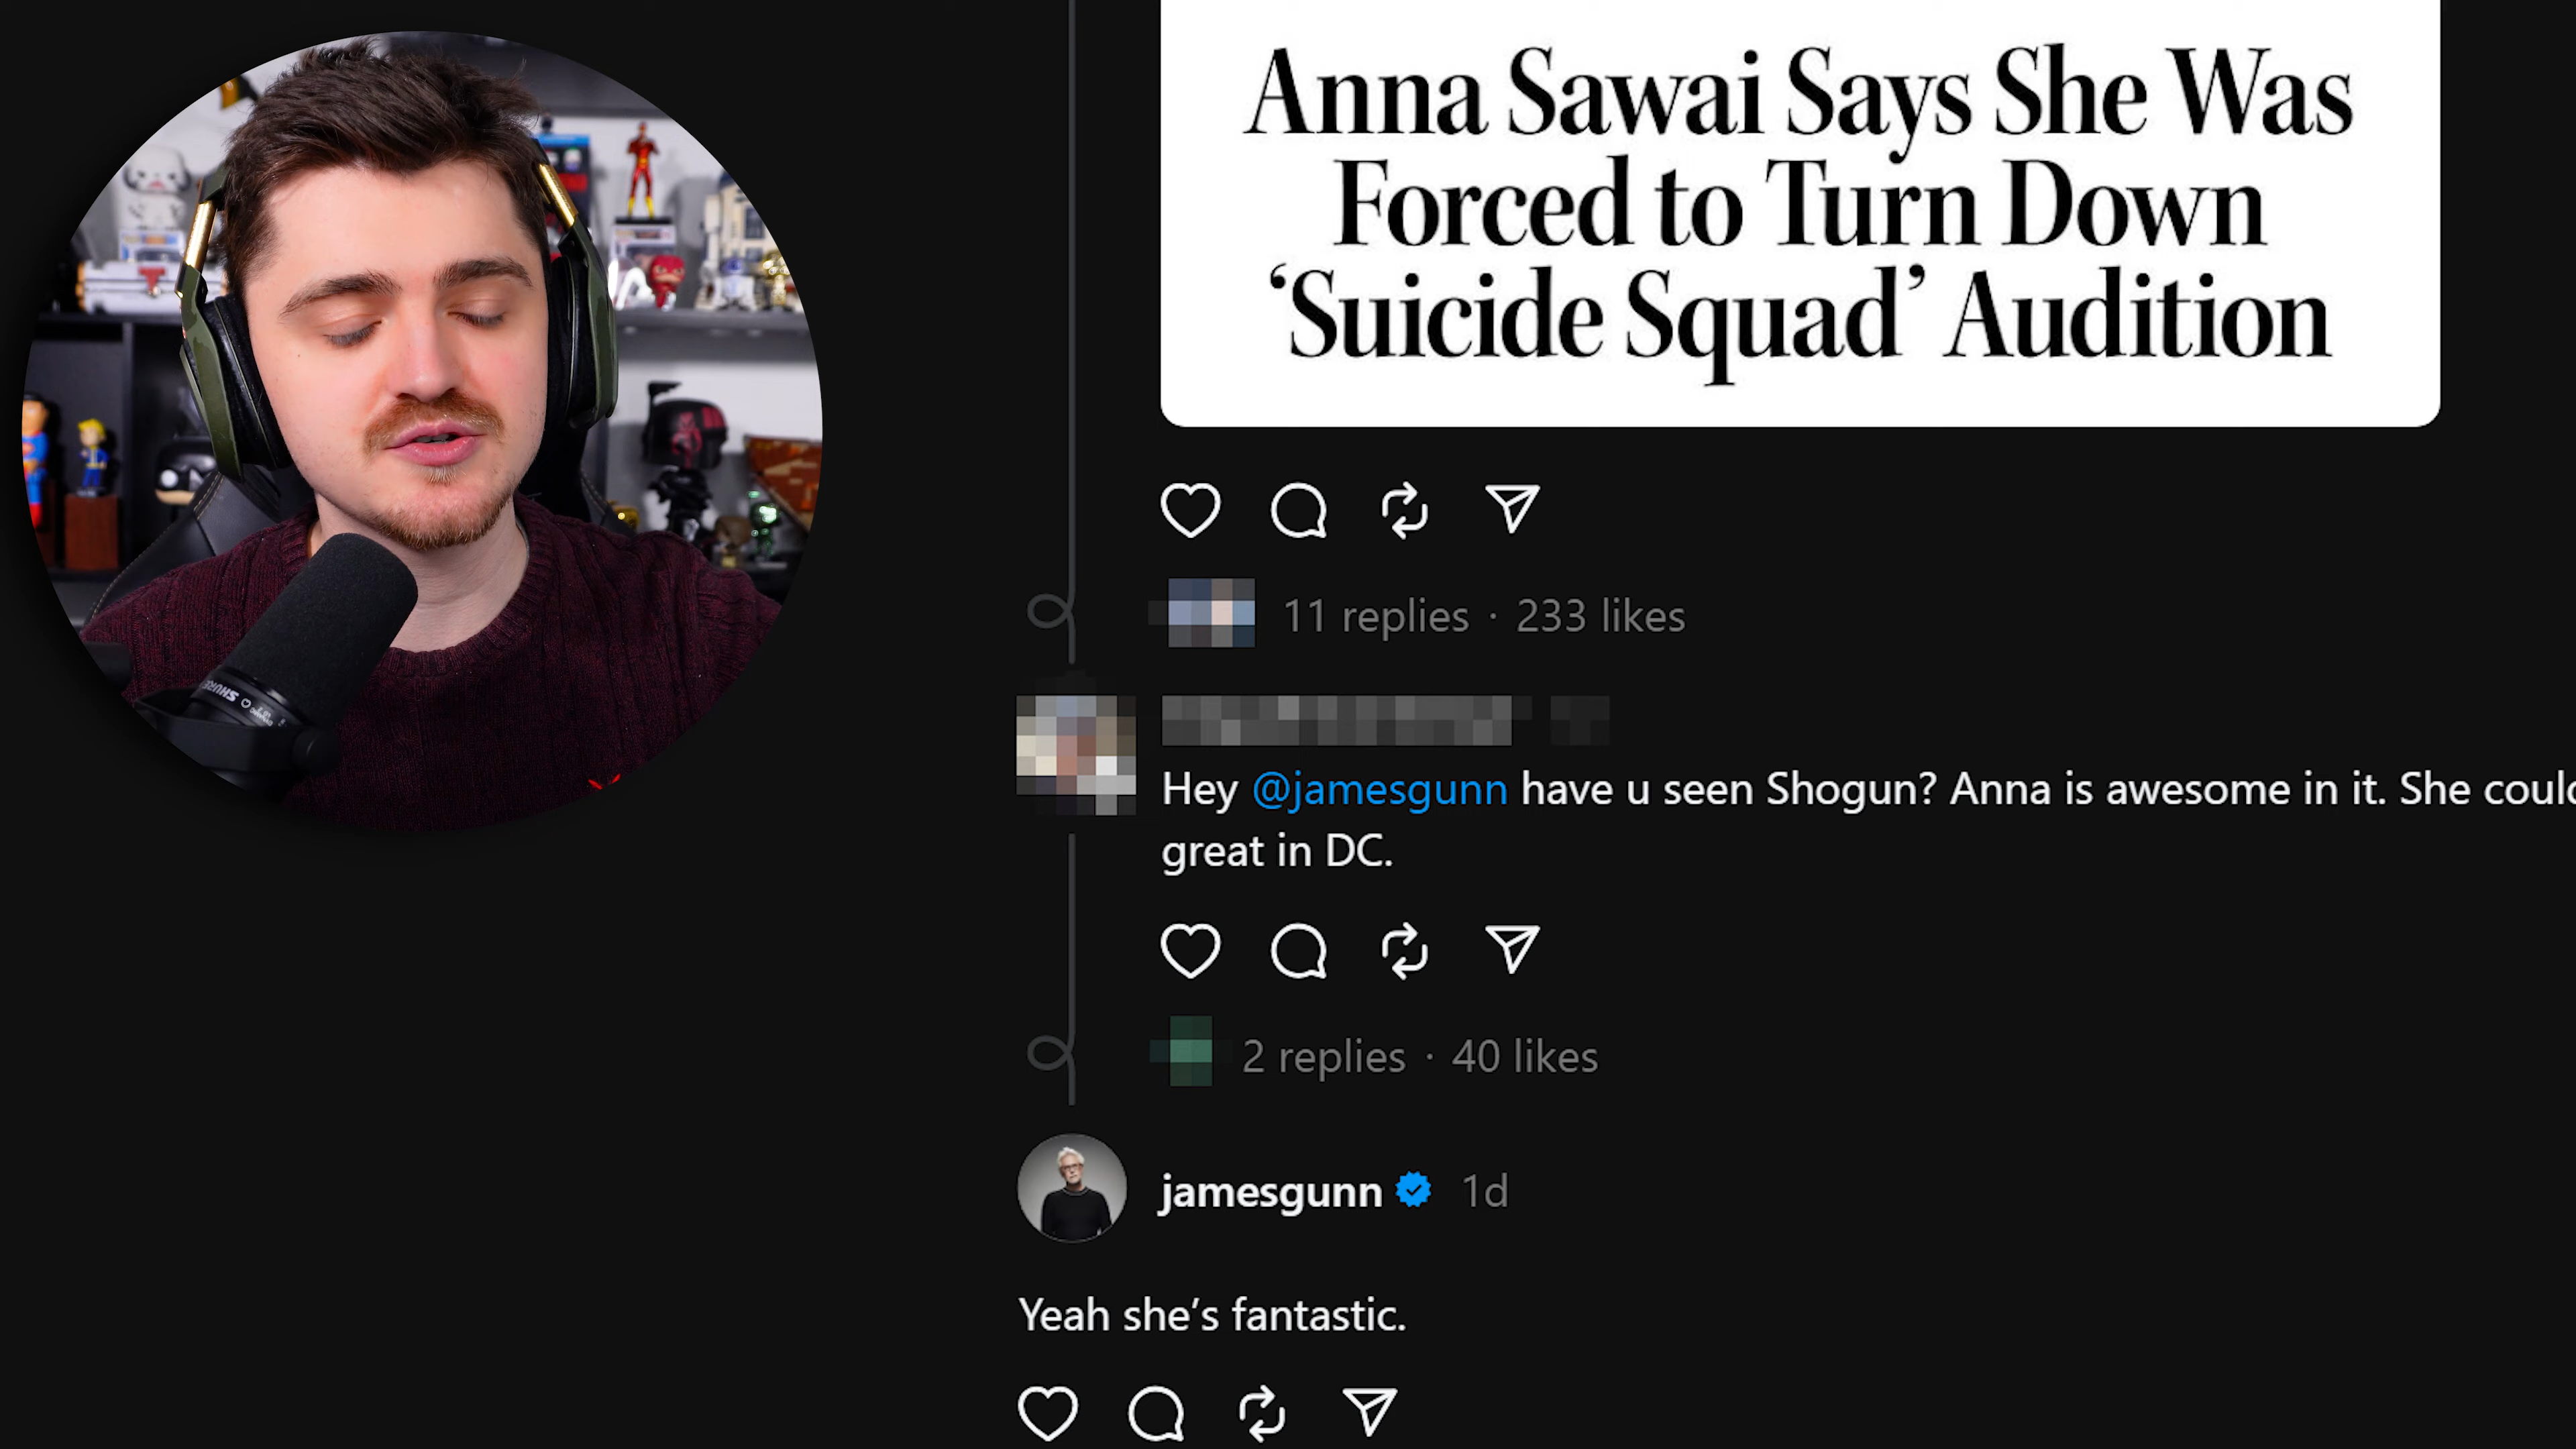 Anna Sawai Says She Was
Forced to Turn Down
‘Suicide Squad’ Audition
11 replies · 233 likes
Hey @jamesgunn have u seen Shogun? Anna is awesome in it. She could
great in DC.
2 replies · 40 likes
jamesgunn 1d
Yeah she’s fantastic.
SHURE